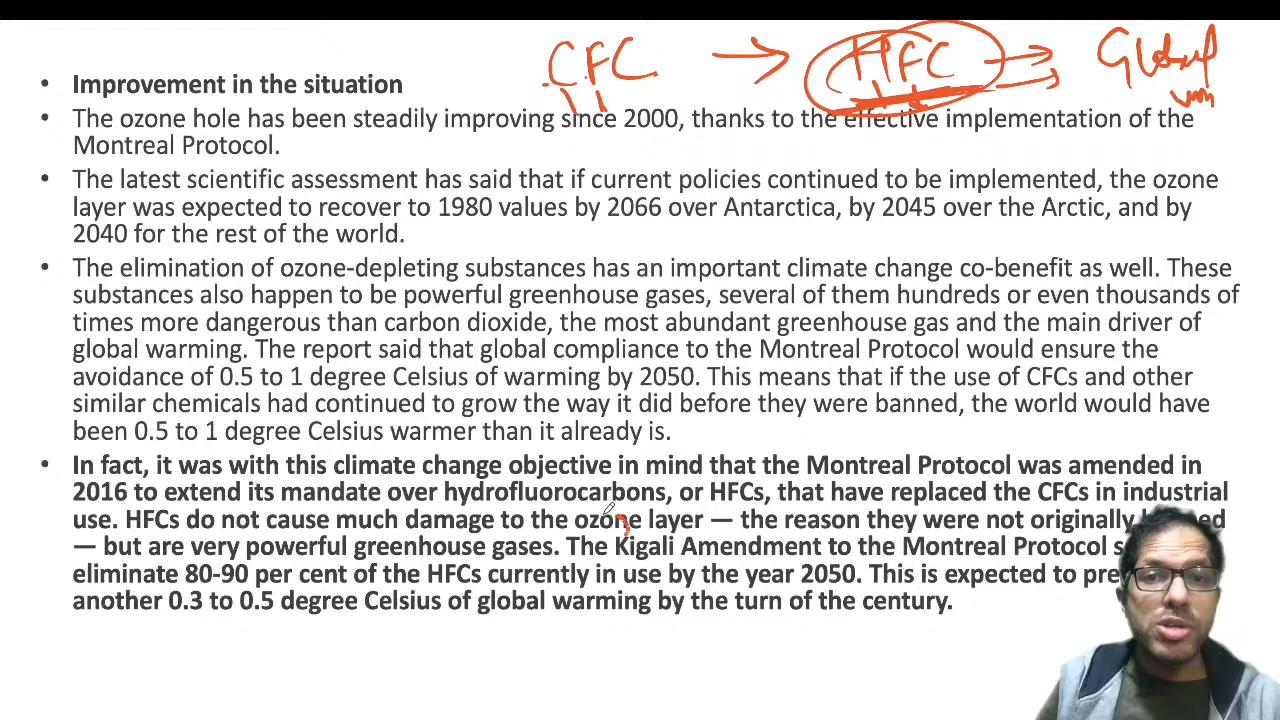 CFC → HFC → Global
warm
• Improvement in the situation
• The ozone hole has been steadily improving since 2000, thanks to the effective implementation of the
Montreal Protocol.
• The latest scientific assessment has said that if current policies continued to be implemented, the ozone
layer was expected to recover to 1980 values by 2066 over Antarctica, by 2045 over the Arctic, and by
2040 for the rest of the world.
• The elimination of ozone-depleting substances has an important climate change co-benefit as well. These
substances also happen to be powerful greenhouse gases, several of them hundreds or even thousands of
times more dangerous than carbon dioxide, the most abundant greenhouse gas and the main driver of
global warming. The report said that global compliance to the Montreal Protocol would ensure the
avoidance of 0.5 to 1 degree Celsius of warming by 2050. This means that if the use of CFCs and other
similar chemicals had continued to grow the way it did before they were banned, the world would have
been 0.5 to 1 degree Celsius warmer than it already is.
• In fact, it was with this climate change objective in mind that the Montreal Protocol was amended in
2016 to extend its mandate over hydrofluorocarbons, or HFCs, that have replaced the CFCs in industrial
use. HFCs do not cause much damage to the ozone layer — the reason they were not originally
— but are very powerful greenhouse gases. The Kigali Amendment to the Montreal Protocol
eliminate 80-90 per cent of the HFCs currently in use by the year 2050. This is expected to
another 0.3 to 0.5 degree Celsius of global warming by the turn of the century.